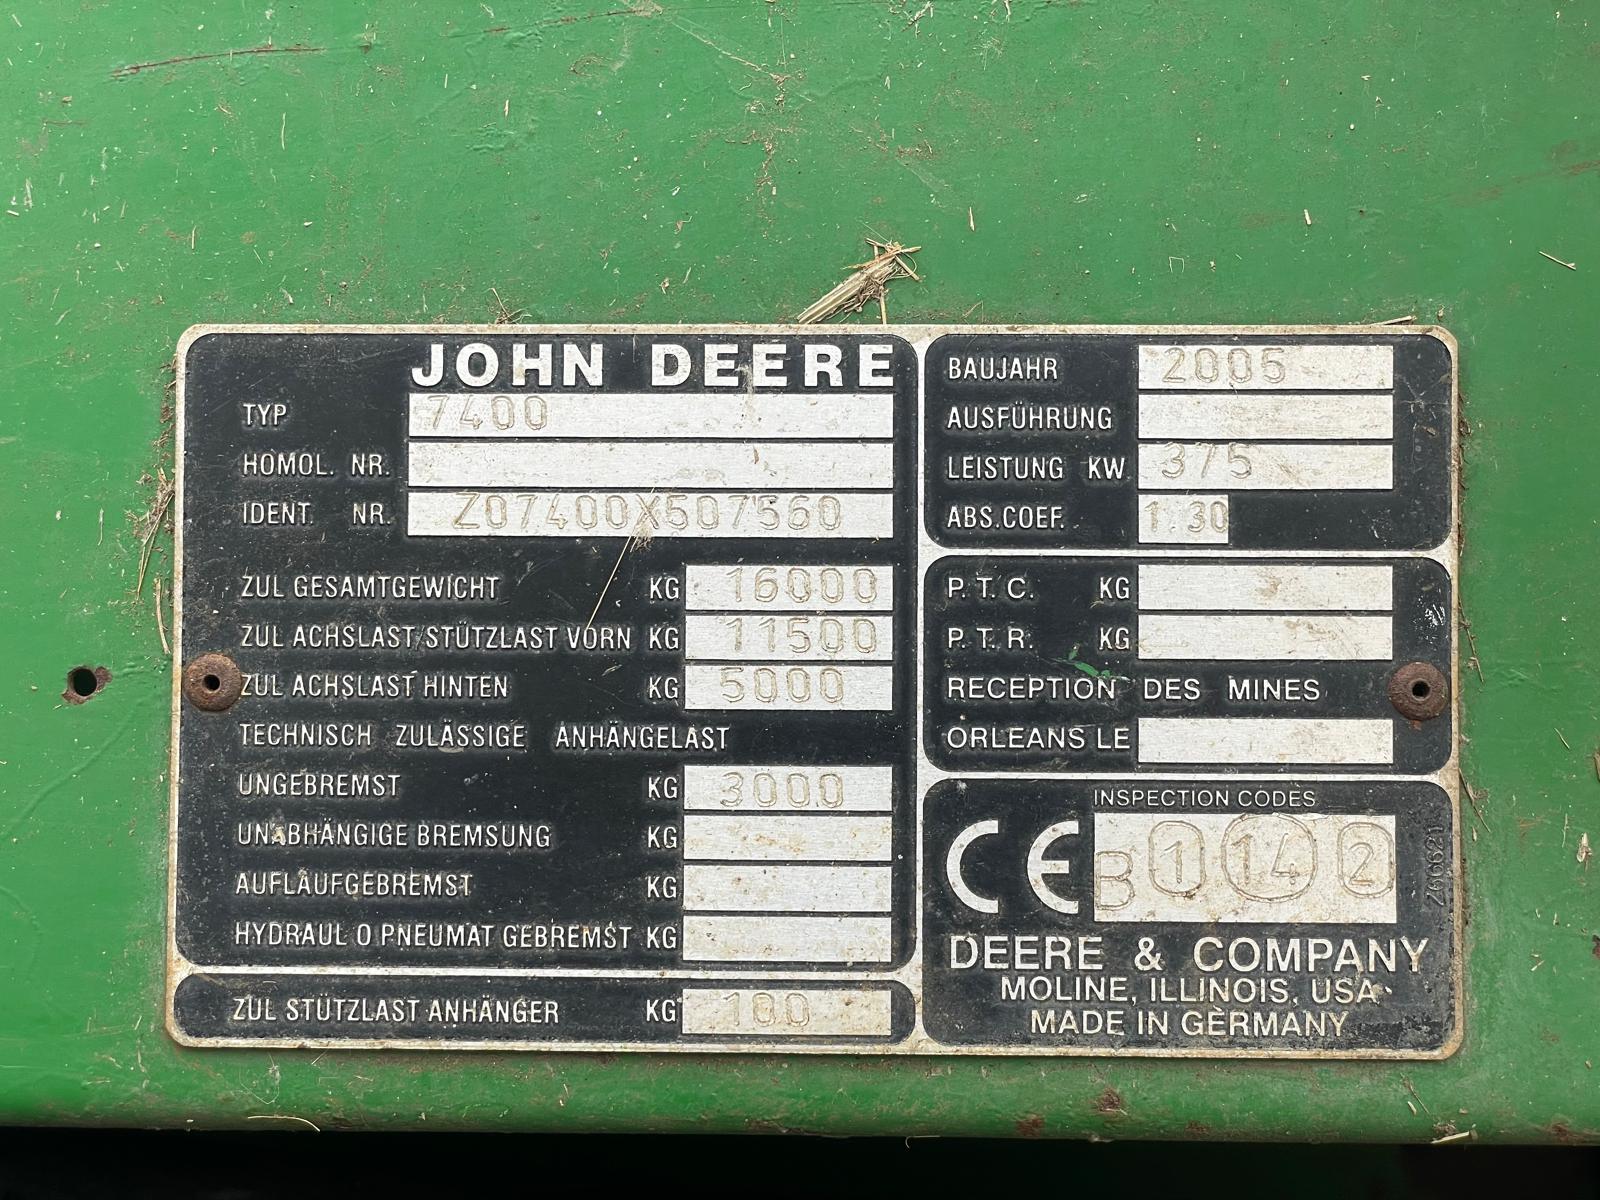 JOHN DEERE
TYP 7400
HOMOL. NR.
IDENT. NR. Z07400X507560
ZUL GESAMTGEWICHT KG 16000
ZUL ACHSLAST/STÜTZLAST VORN KG 11500
ZUL ACHSLAST HINTEN KG 5000
TECHNISCH ZULÄSSIGE ANHÄNGELAST
UNGEBREMST KG 3000
UNABHÄNGIGE BREMSUNG KG
AUFLAUFGEBREMST KG
HYDRAUL O PNEUMAT GEBREMST KG
ZUL STÜTZLAST ANHÄNGER KG 100
BAUJAHR 2005
AUSFÜHRUNG
LEISTUNG KW 375
ABS.COEF. 1.30
P.T.C. KG
P.T.R. KG
RECEPTION DES MINES
ORLEANS LE
INSPECTION CODES
CE B 1 14 2
Z66621
DEERE & COMPANY
MOLINE, ILLINOIS, USA
MADE IN GERMANY